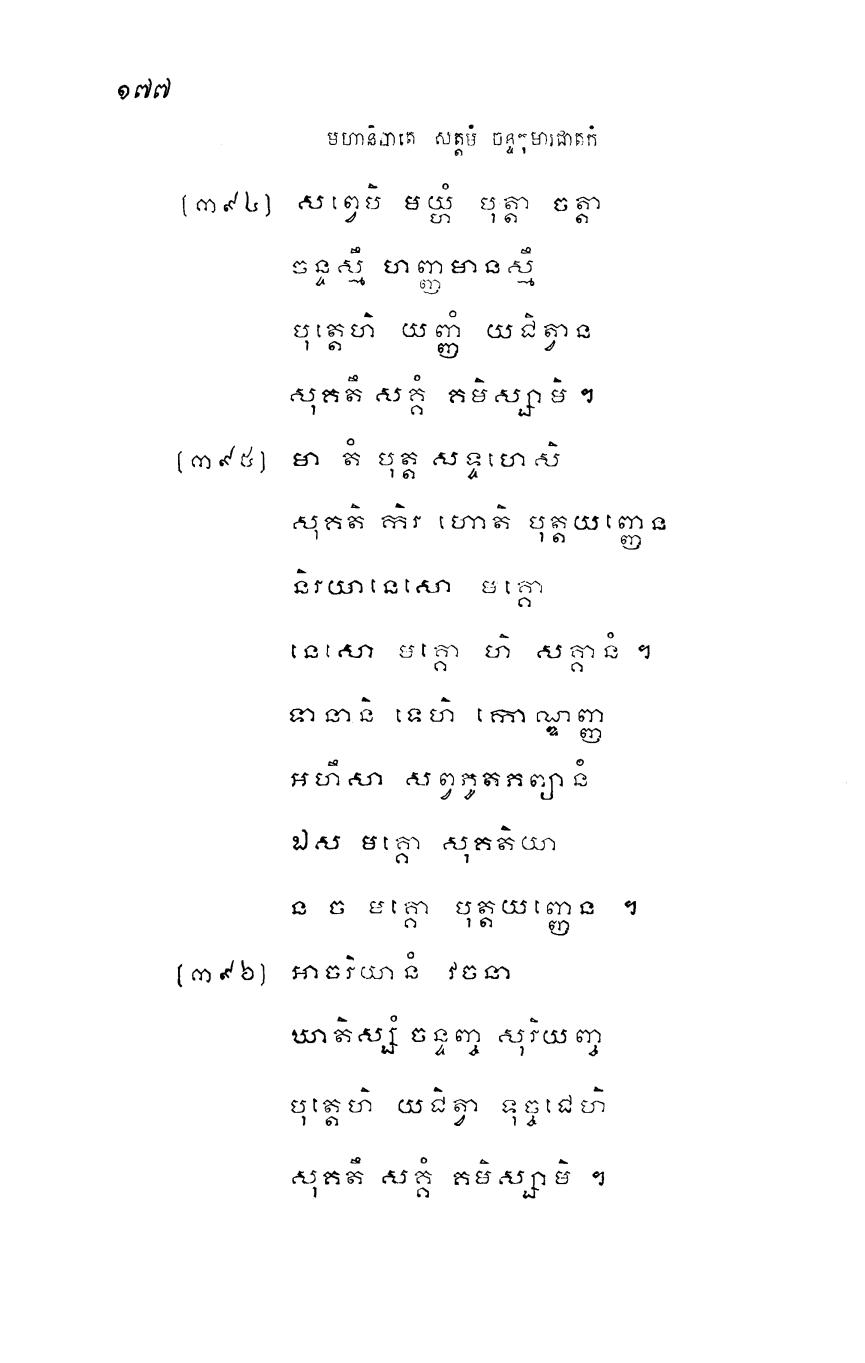 ១៧៧
មហានិបាតេ សត្តមំ ចន្ទកុមារជាតកំ
(៣៩៤) សព្វេបិ មយ្ហំ បុត្តា ចត្តា
ចន្ទស្មឹ ហញ្ញមានស្មឹ
បុត្តេហិ យញ្ញំ យជិត្វាន
សុគតឹ សគ្គំ គមិស្សាមិ ។
(៣៩៥) មា តំ បុត្ត សទ្ទហេសិ
សុគតិ កិរ ហោតិ បុត្តយញ្ញេន
និរយានេសោ មគ្គោ
នេសោ មគ្គោ ហិ សគ្គានំ ។
ទានានិ ទេហិ កោណ្ឌញ្ញ
អហឹសា សព្វភូតភព្យានំ
ឯស មគ្គោ សុគតិយា
ន ច មគ្គោ បុត្តយញ្ញេន ។
(៣៩៦) អាចរិយានំ វចនា
ឃាតិស្សំ ចន្ទញ្ច សុរិយញ្ច
បុត្តេហិ យជិត្វា ទុច្ចជេហិ
សុគតឹ សគ្គំ គមិស្សាមិ ។